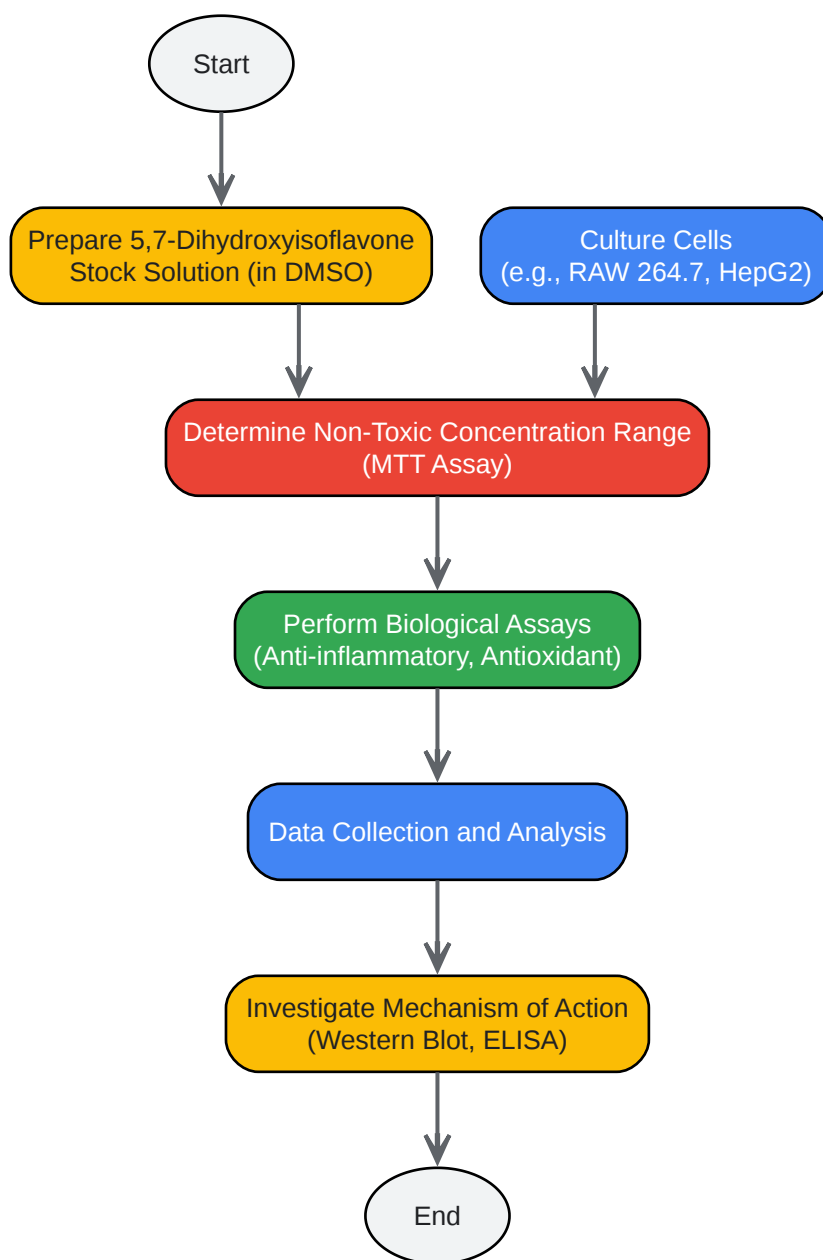 Start
Prepare 5,7-Dihydroxyisoflavone
Stock Solution (in DMSO)
Culture Cells
(e.g., RAW 264.7, HepG2)
Determine Non-Toxic Concentration Range
(MTT Assay)
Perform Biological Assays
(Anti-inflammatory, Antioxidant)
Data Collection and Analysis
Investigate Mechanism of Action
(Western Blot, ELISA)
End